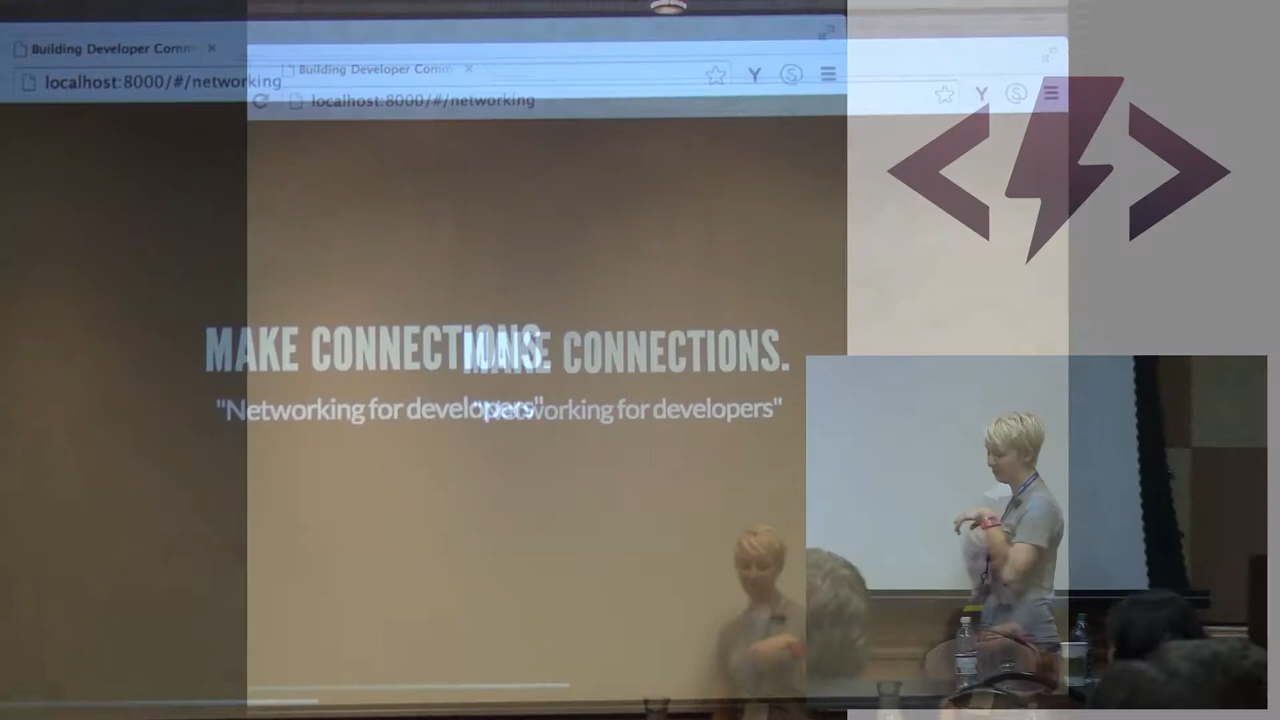 Building Developer Comm
localhost:8000/#/networking
Building Developer Comm
localhost:8000/#/networking
MAKE CONNECTIONS.
MAKE CONNECTIONS.
"Networking for developers"
"Networking for developers"